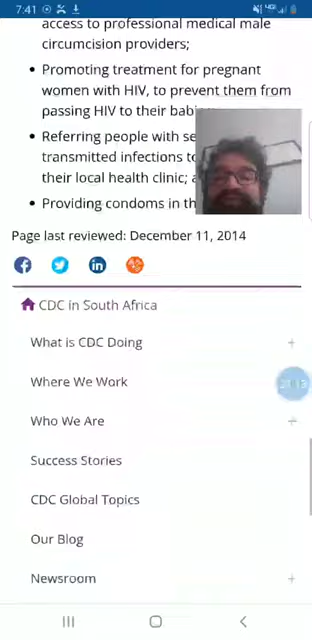 7:41
access to professional medical male
circumcision providers;
• Promoting treatment for pregnant
women with HIV, to prevent them from
passing HIV to their
• Referring people with
transmitted infections
their local health clinic;
• Providing condoms in
Page last reviewed: December 11, 2014
CDC in South Africa
What is CDC Doing +
Where We Work
Who We Are +
Success Stories
CDC Global Topics
Our Blog
Newsroom +